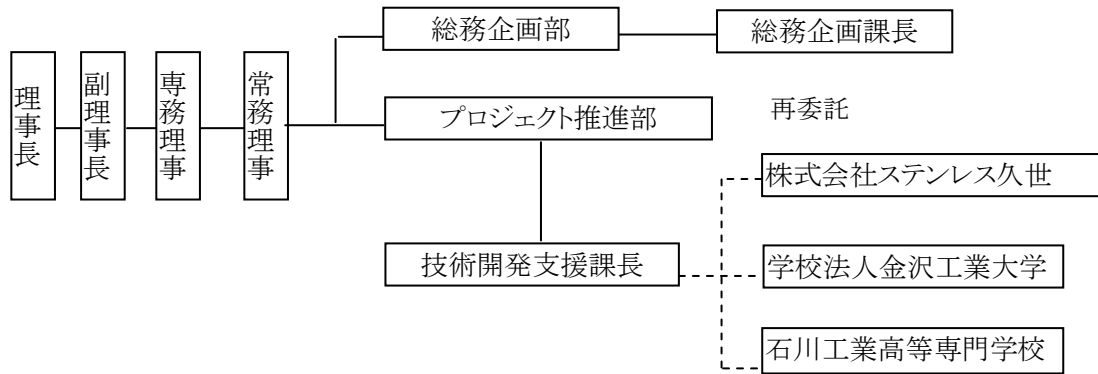 総務企画部
総務企画課長
理事長
副理事長
専務理事
常務理事
プロジェクト推進部
再委託
株式会社ステンレス久世
技術開発支援課長
学校法人金沢工業大学
石川工業高等専門学校